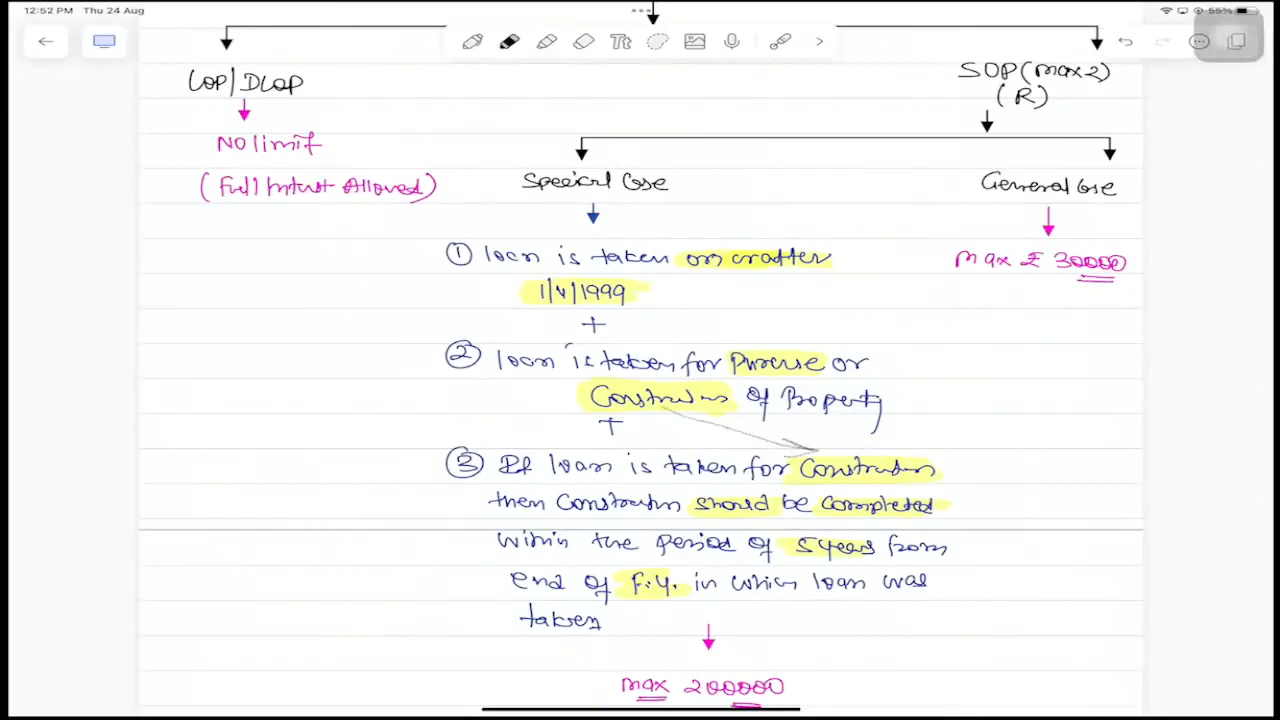 12:52 PM Thu 24 Aug
55%
Tt
LOP/DLOP
SOP (max 2)
(R)
NO limit
(Full Interest Allowed)
Special Case
General Case
① loan is taken on or after
1/4/1999
max ₹ 30000
+
② loan is taken for Purchase or
Construction of Property
+
③ If loan is taken for Construction
then Construction should be completed
within the period of 5 years from
end of F.Y. in which loan was
taken
max 200000